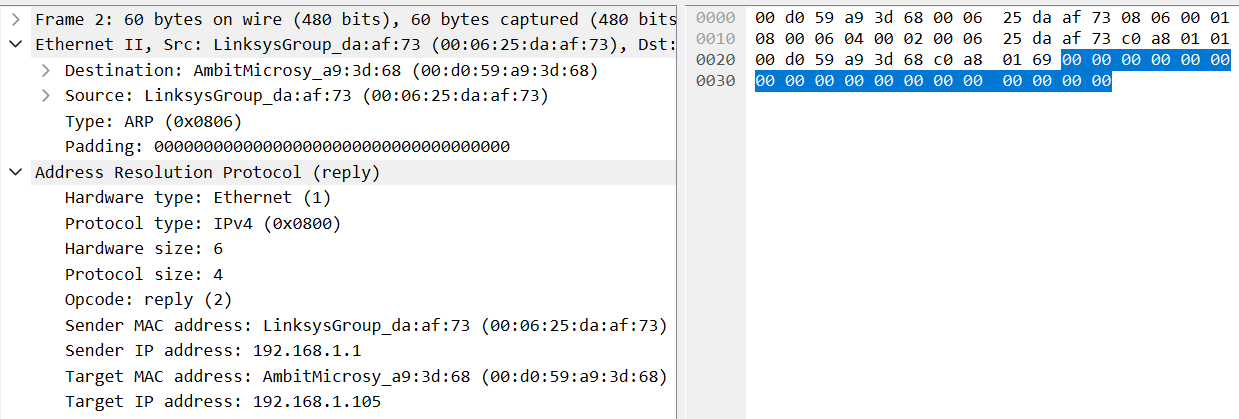 Frame 2: 60 bytes on wire (480 bits), 60 bytes captured (480 bits
Ethernet II, Src: LinksysGroup_da:af:73 (00:06:25:da:af:73), Dst:
Destination: AmbitMicrosy_a9:3d:68 (00:d0:59:a9:3d:68)
Source: LinksysGroup_da:af:73 (00:06:25:da:af:73)
Type: ARP (0x0806)
Padding: 000000000000000000000000000000000000
Address Resolution Protocol (reply)
Hardware type: Ethernet (1)
Protocol type: IPv4 (0x0800)
Hardware size: 6
Protocol size: 4
Opcode: reply (2)
Sender MAC address: LinksysGroup_da:af:73 (00:06:25:da:af:73)
Sender IP address: 192.168.1.1
Target MAC address: AmbitMicrosy_a9:3d:68 (00:d0:59:a9:3d:68)
Target IP address: 192.168.1.105
0000 00 d0 59 a9 3d 68 00 06 25 da af 73 08 06 00 01
0010 08 00 06 04 00 02 00 06 25 da af 73 c0 a8 01 01
0020 00 d0 59 a9 3d 68 c0 a8 01 69 00 00 00 00 00 00
0030 00 00 00 00 00 00 00 00 00 00 00 00